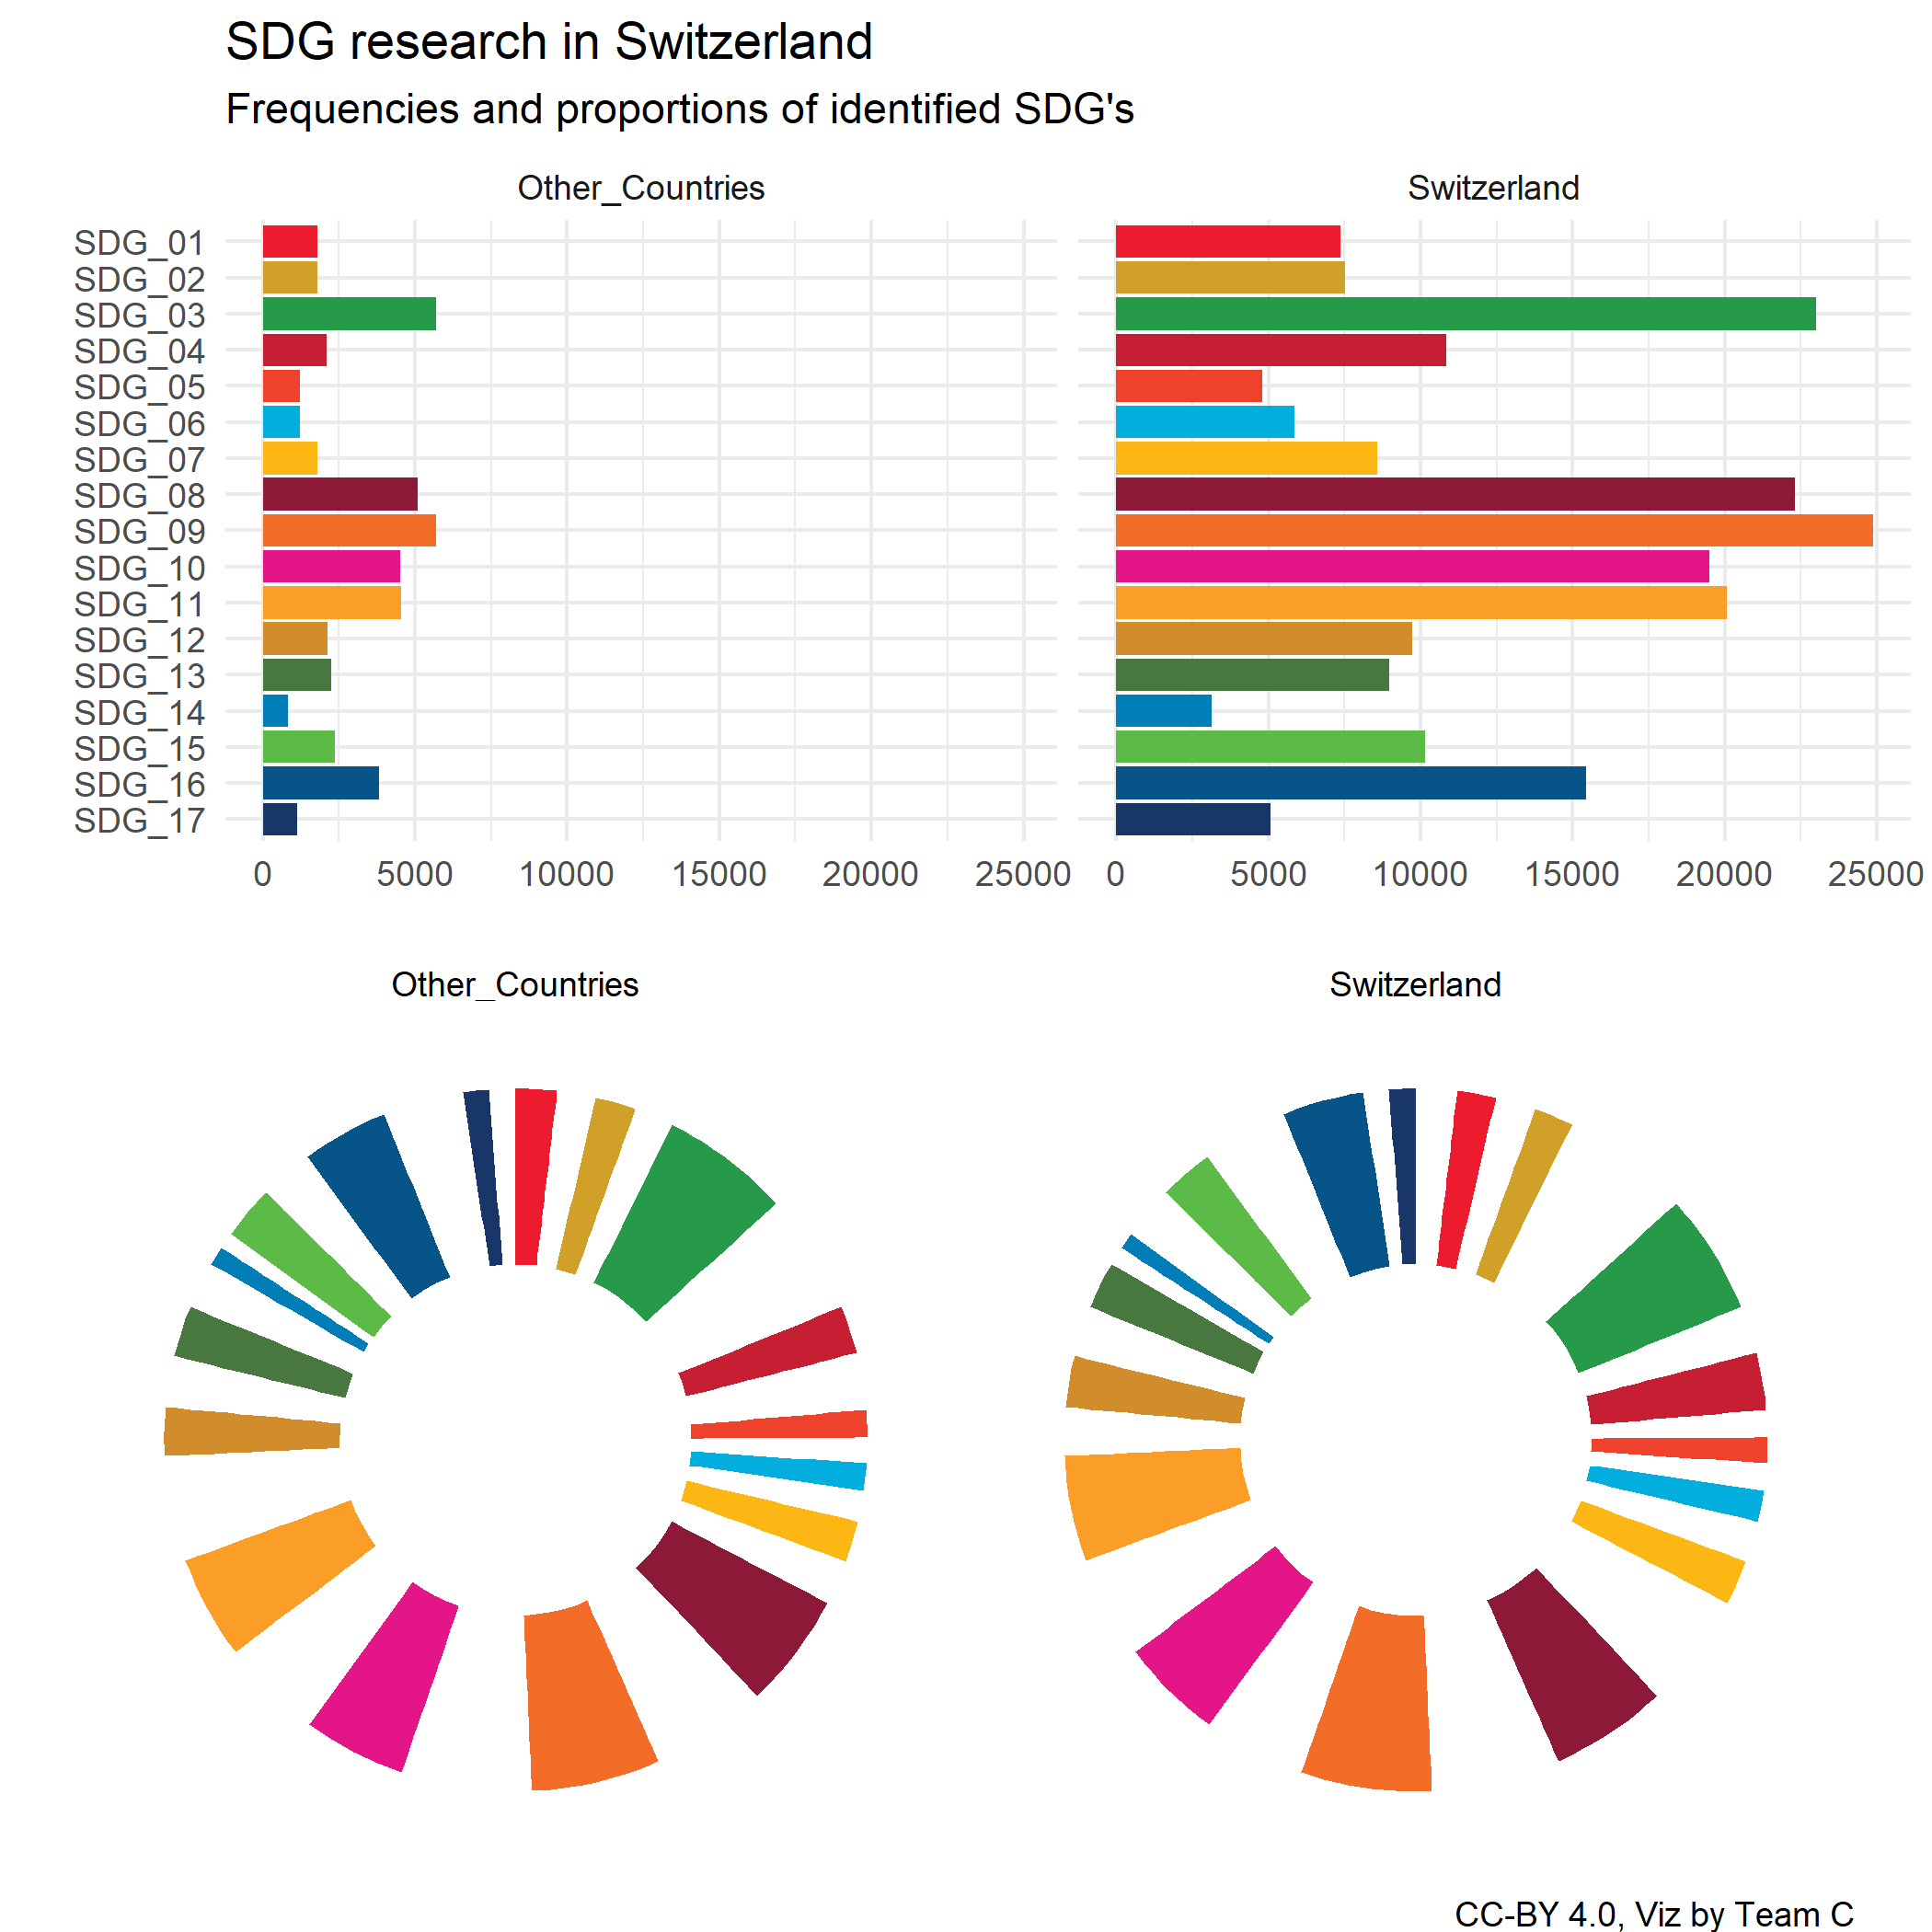 SDG research in Switzerland
Frequencies and proportions of identified SDG's
Other_Countries Switzerland
SDG_01
SDG_02
SDG_03
SDG_04
SDG_05
SDG_06
SDG_07
SDG_08
SDG_09
SDG_10
SDG_11
SDG_12
SDG_13
SDG_14
SDG_15
SDG_16
SDG_17
0 5000 10000 15000 20000 25000 0 5000 10000 15000 20000 25000
Other_Countries Switzerland
CC-BY 4.0, Viz by Team C